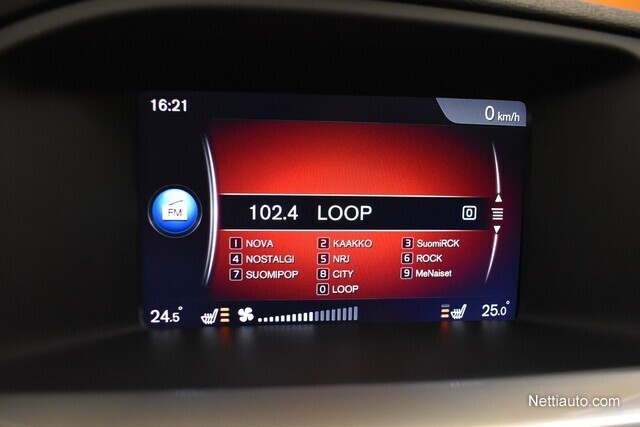 16:21
0 km/h
FM
102.4 LOOP 0
1 NOVA 2 KAAKKO 3 SuomiRCK
4 NOSTALGI 5 NRJ 6 ROCK
7 SUOMIPOP 8 CITY 9 MeNaiset
0 LOOP
24.5° 25.0°
Nettiauto.com